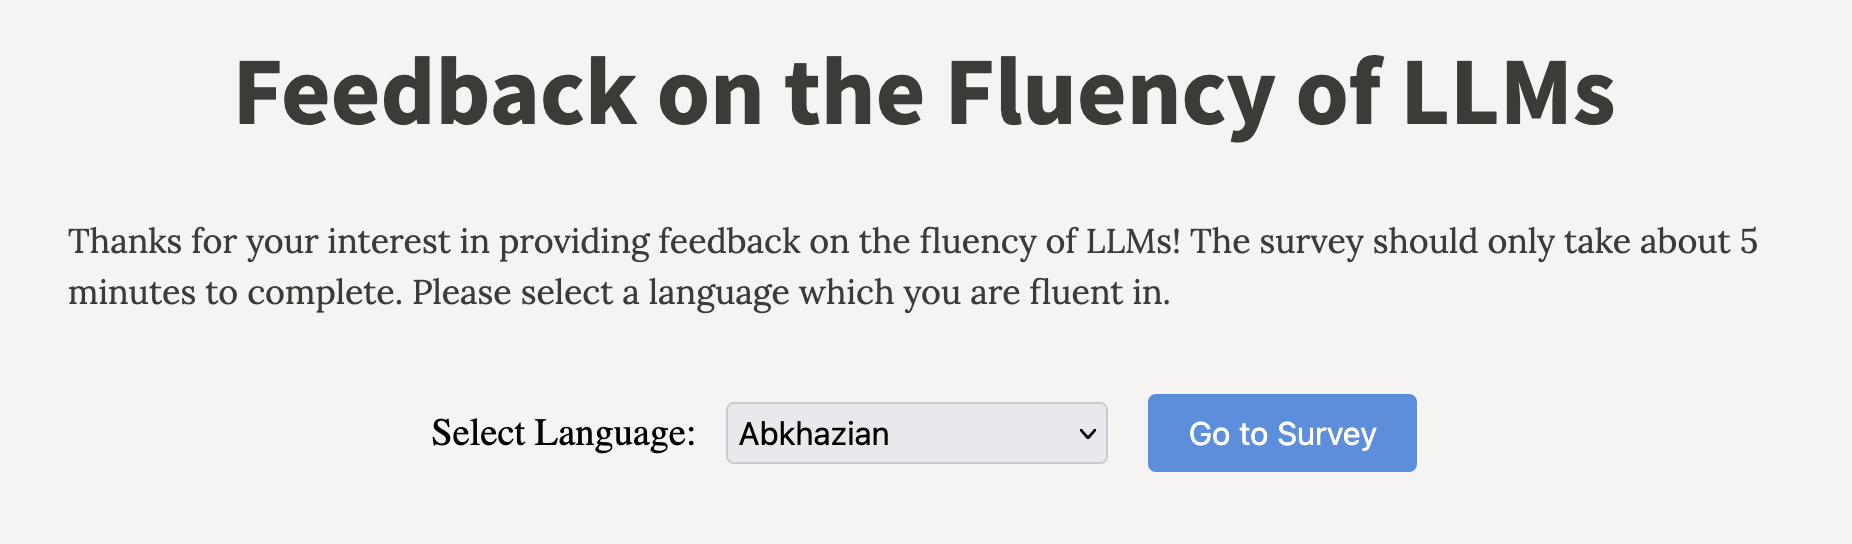 Feedback on the Fluency of LLMs
Thanks for your interest in providing feedback on the fluency of LLMs! The survey should only take about 5
minutes to complete. Please select a language which you are fluent in.
Select Language: Abkhazian Go to Survey